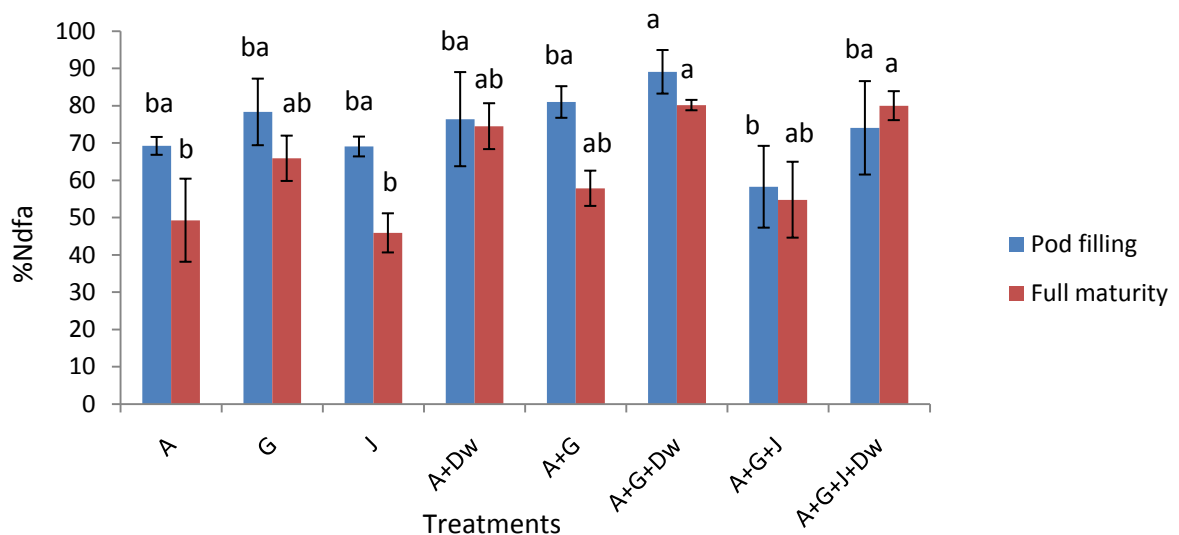 100
90
80
70
60
50
40
30
20
10
0
%Ndfa
ba
b
ba
ab
ba
b
ba
ab
ba
ab
a
a
b
ab
ba
a
A
G
J
A+Dw
A+G
A+G+Dw
A+G+J
A+G+J+Dw
Treatments
Pod filling
Full maturity